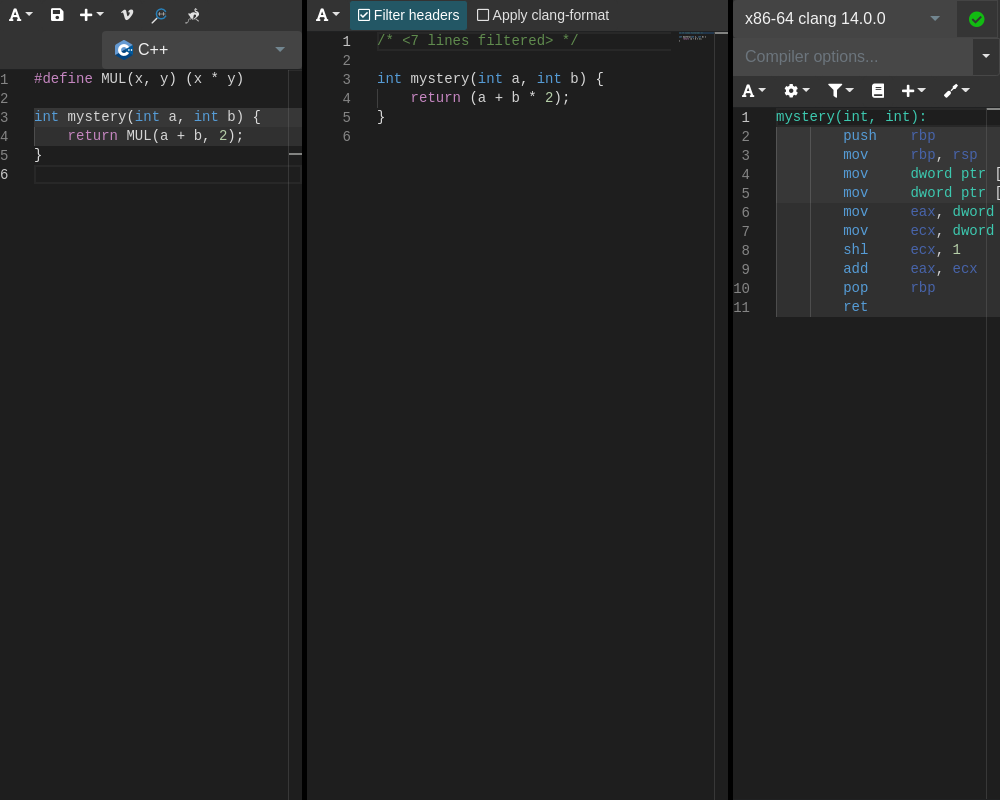 A
C++
1 #define MUL(x, y) (x * y)
2
3 int mystery(int a, int b) {
4 return MUL(a + b, 2);
5 }
6
A Filter headers Apply clang-format
1 /* <7 lines filtered> */
2
3 int mystery(int a, int b) {
4 return (a + b * 2);
5 }
6
x86-64 clang 14.0.0
Compiler options...
A
1 mystery(int, int):
2 push rbp
3 mov rbp, rsp
4 mov dword ptr [
5 mov dword ptr [
6 mov eax, dword
7 mov ecx, dword
8 shl ecx, 1
9 add eax, ecx
10 pop rbp
11 ret